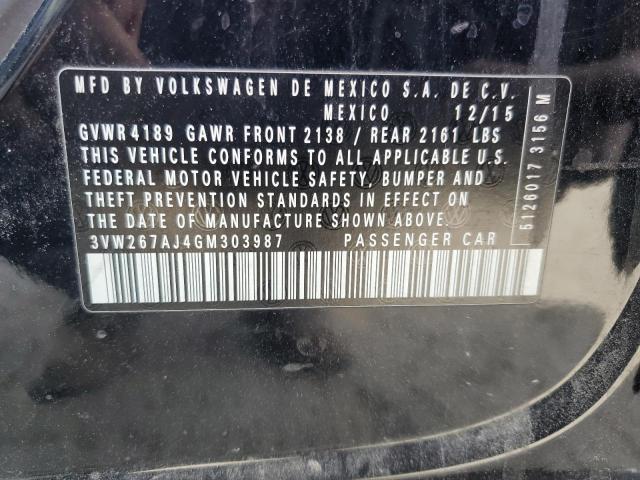 MFD BY VOLKSWAGEN DE MEXICO S.A. DE C.V.
MEXICO 12/15
GVWR 4189 GAWR FRONT 2138 / REAR 2161 LBS
THIS VEHICLE CONFORMS TO ALL APPLICABLE U.S.
FEDERAL MOTOR VEHICLE SAFETY, BUMPER AND
THEFT PREVENTION STANDARDS IN EFFECT ON
THE DATE OF MANUFACTURE SHOWN ABOVE.
3VW267AJ4GM303987 PASSENGER CAR
5126017 3156 M